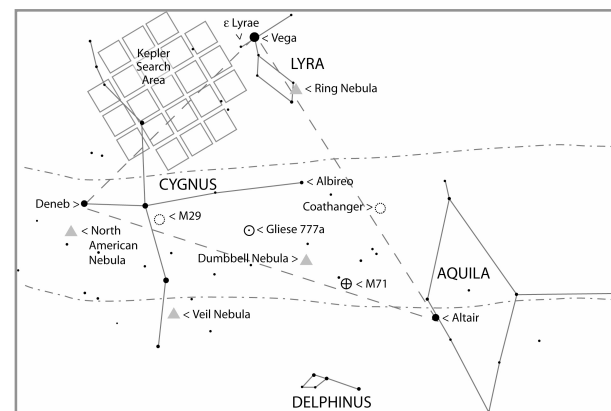 ε Lyrae
< Vega
Kepler
Search
Area
LYRA
< Ring Nebula
CYGNUS
< Albireo
Deneb >
< M29
Coathanger >
< North
American
Nebula
< Gliese 777a
Dumbbell Nebula >
AQUILA
< M71
< Veil Nebula
< Altair
DELPHINUS